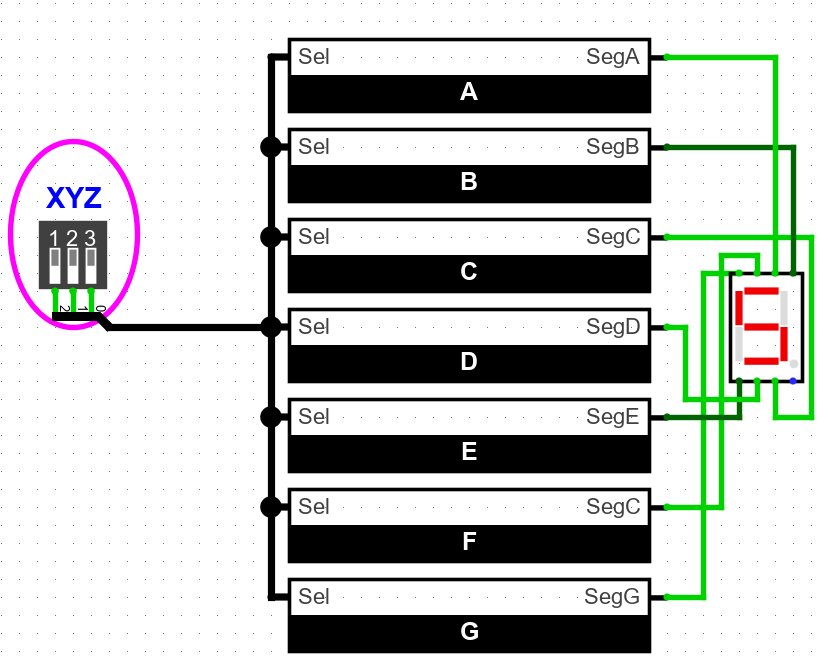 Sel SegA
A
Sel SegB
B
XYZ
1 2 3
2 1 0
Sel SegC
C
Sel SegD
D
Sel SegE
E
Sel SegC
F
Sel SegG
G